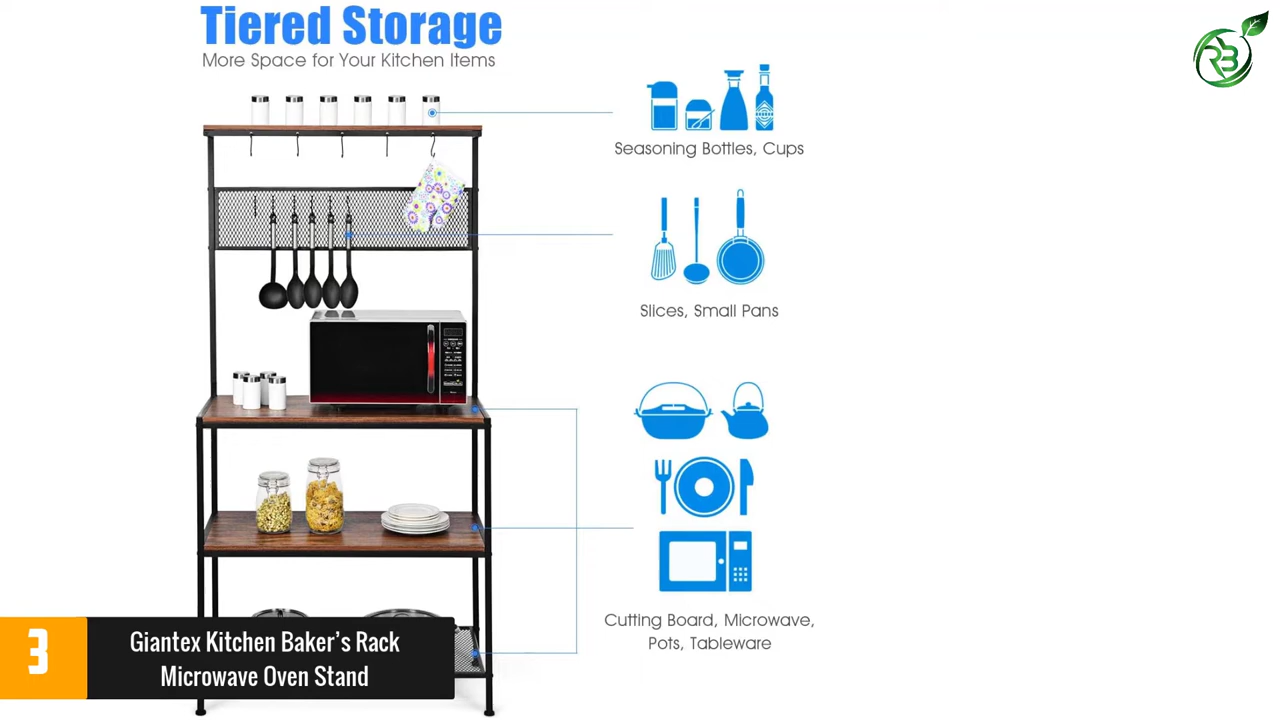 Tiered Storage
More Space for Your Kitchen Items
Seasoning Bottles, Cups
Slices, Small Pans
Cutting Board, Microwave,
Pots, Tableware
3
Giantex Kitchen Baker’s Rack
Microwave Oven Stand
RB